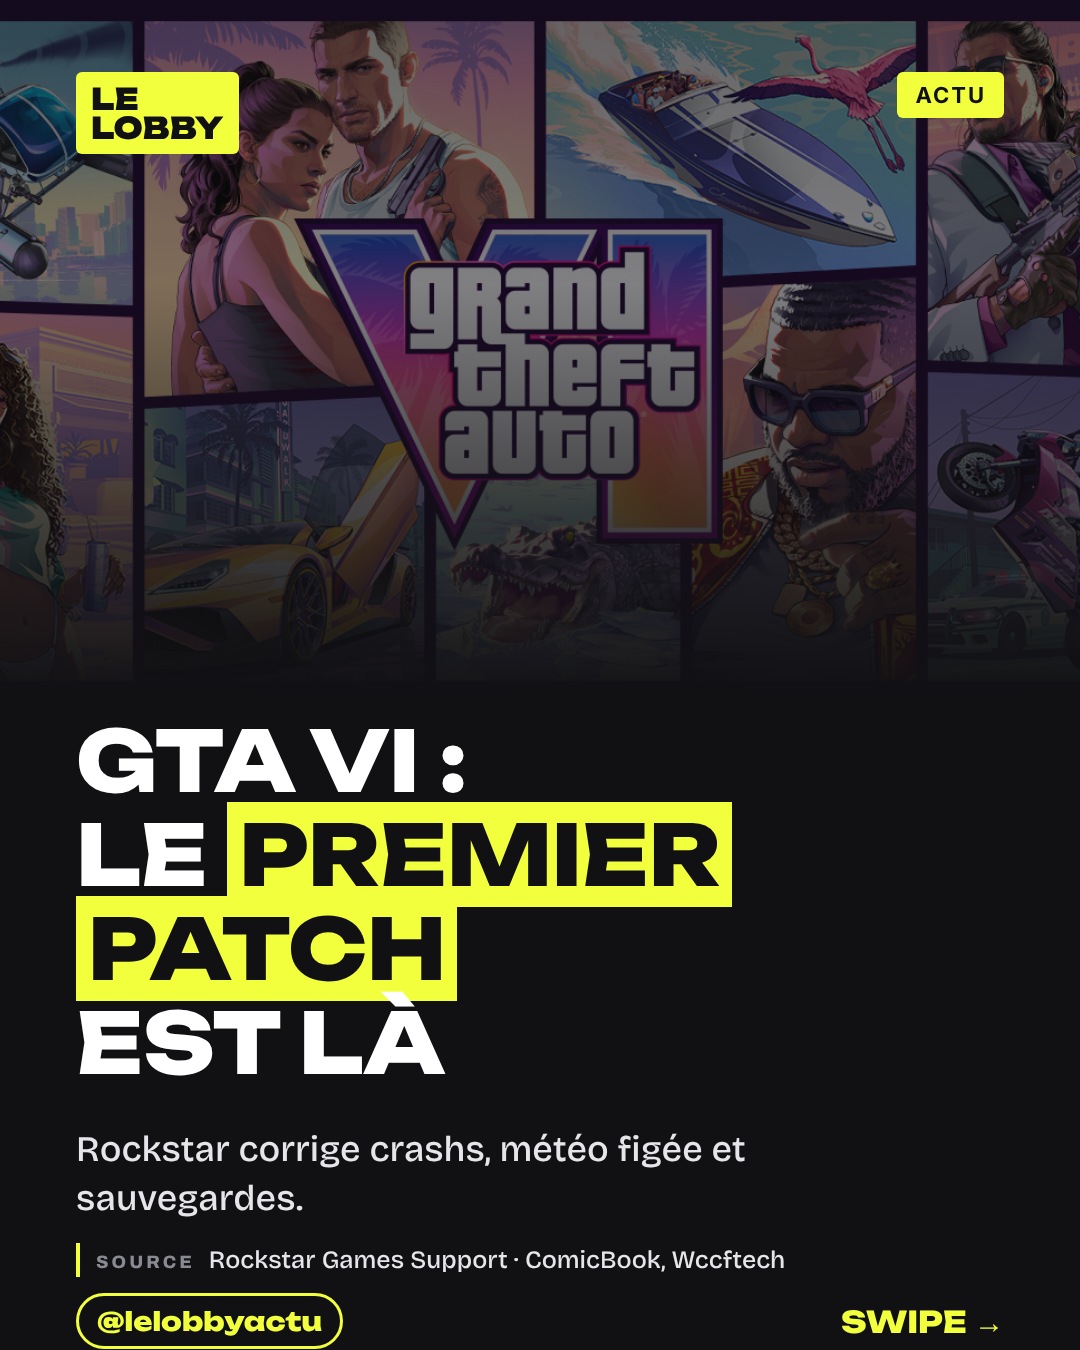 LE
LOBBY
ACTU
VI
grand
theft
auto
GTA VI :
LE PREMIER
PATCH
EST LÀ
Rockstar corrige crashs, météo figée et
sauvegardes.
SOURCE Rockstar Games Support · ComicBook, Wccftech
@lelobbyactu
SWIPE →